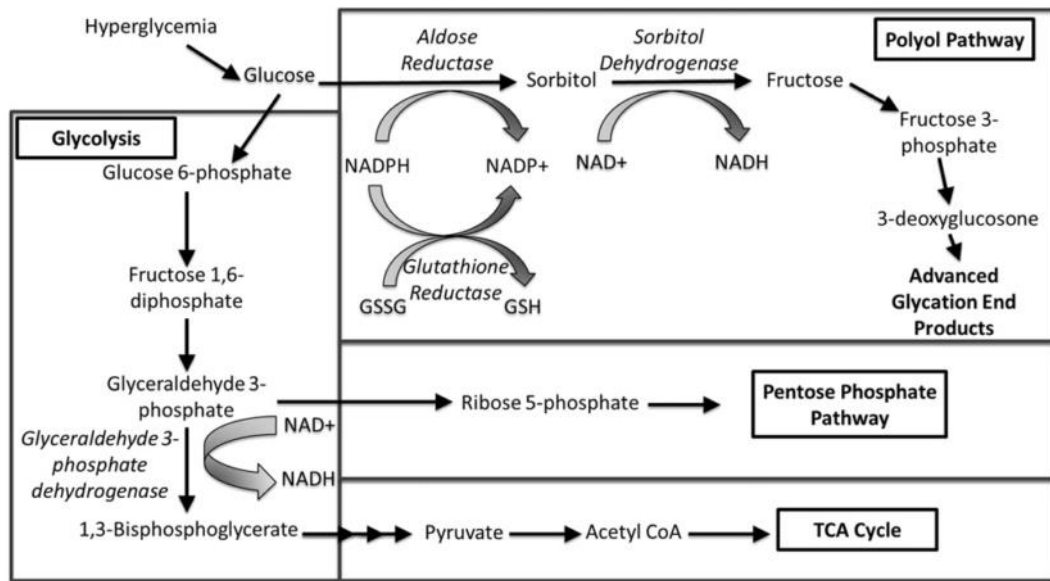 Hyperglycemia
Glucose
Aldose
Reductase
Sorbitol
Sorbitol
Dehydrogenase
Fructose
Polyol Pathway
Fructose 3-
phosphate
3-deoxyglucosone
Advanced
Glycation End
Products
NADPH
NADP+
NAD+
NADH
Glutathione
Reductase
GSSG
GSH
Glycolysis
Glucose 6-phosphate
Fructose 1,6-
diphosphate
Glyceraldehyde 3-
phosphate
NAD+
NADH
Glyceraldehyde 3-
phosphate
dehydrogenase
1,3-Bisphosphoglycerate
Ribose 5-phosphate
Pentose Phosphate
Pathway
Pyruvate
Acetyl CoA
TCA Cycle